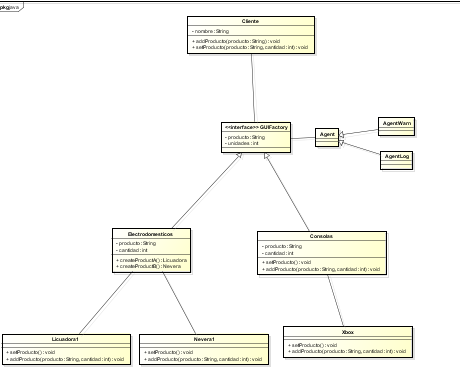 pkg java
Cliente
- nombre : String
+ addProducto(producto : String) : void
+ setProducto(producto : String, cantidad : int) : void
<<interface>> GUIFactory
- producto : String
- unidades : int
Agent
AgentWarn
AgentLog
Electrodomesticos
- producto : String
- cantidad : int
+ createProductA() : Licuadora
+ createProductB() : Nevera
Consolas
- producto : String
- cantidad : int
+ setProducto() : void
+ addProducto(producto : String, cantidad : int) : void
Licuadora1
+ setProducto() : void
+ addProducto(producto : String, cantidad : int) : void
Nevera1
+ setProducto() : void
+ addProducto(producto : String, cantidad : int) : void
Xbox
+ setProducto() : void
+ addProducto(producto : String, cantidad : int) : void